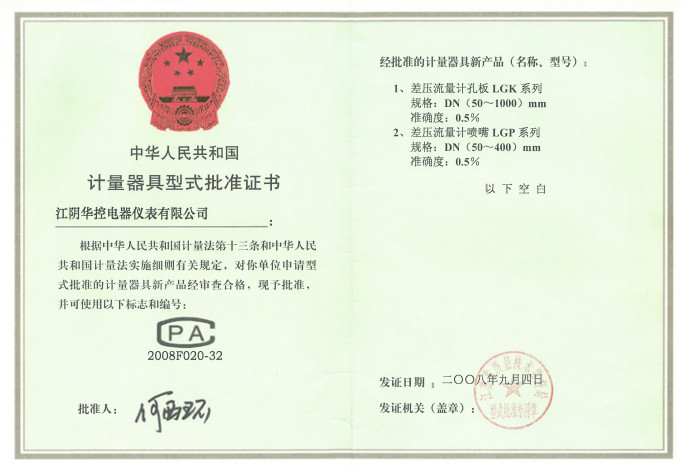 中华人民共和国
计量器具型式批准证书
江阴华控电器仪表有限公司：
根据中华人民共和国计量法第十三条和中华人民
共和国计量法实施细则有关规定，对你单位申请型
式批准的计量器具新产品经审查合格，现予批准，
并可使用以下标志和编号：
CPA
2008F020-32
批准人：
经批准的计量器具新产品（名称、型号）：
1、差压流量计孔板 LGK 系列
规格：DN（50～1000）mm
准确度：0.5%
2、差压流量计喷嘴 LGP 系列
规格：DN（50～400）mm
准确度：0.5%
以下空白
发证日期：二〇〇八年九月四日
发证机关（盖章）：
型式批准专用章